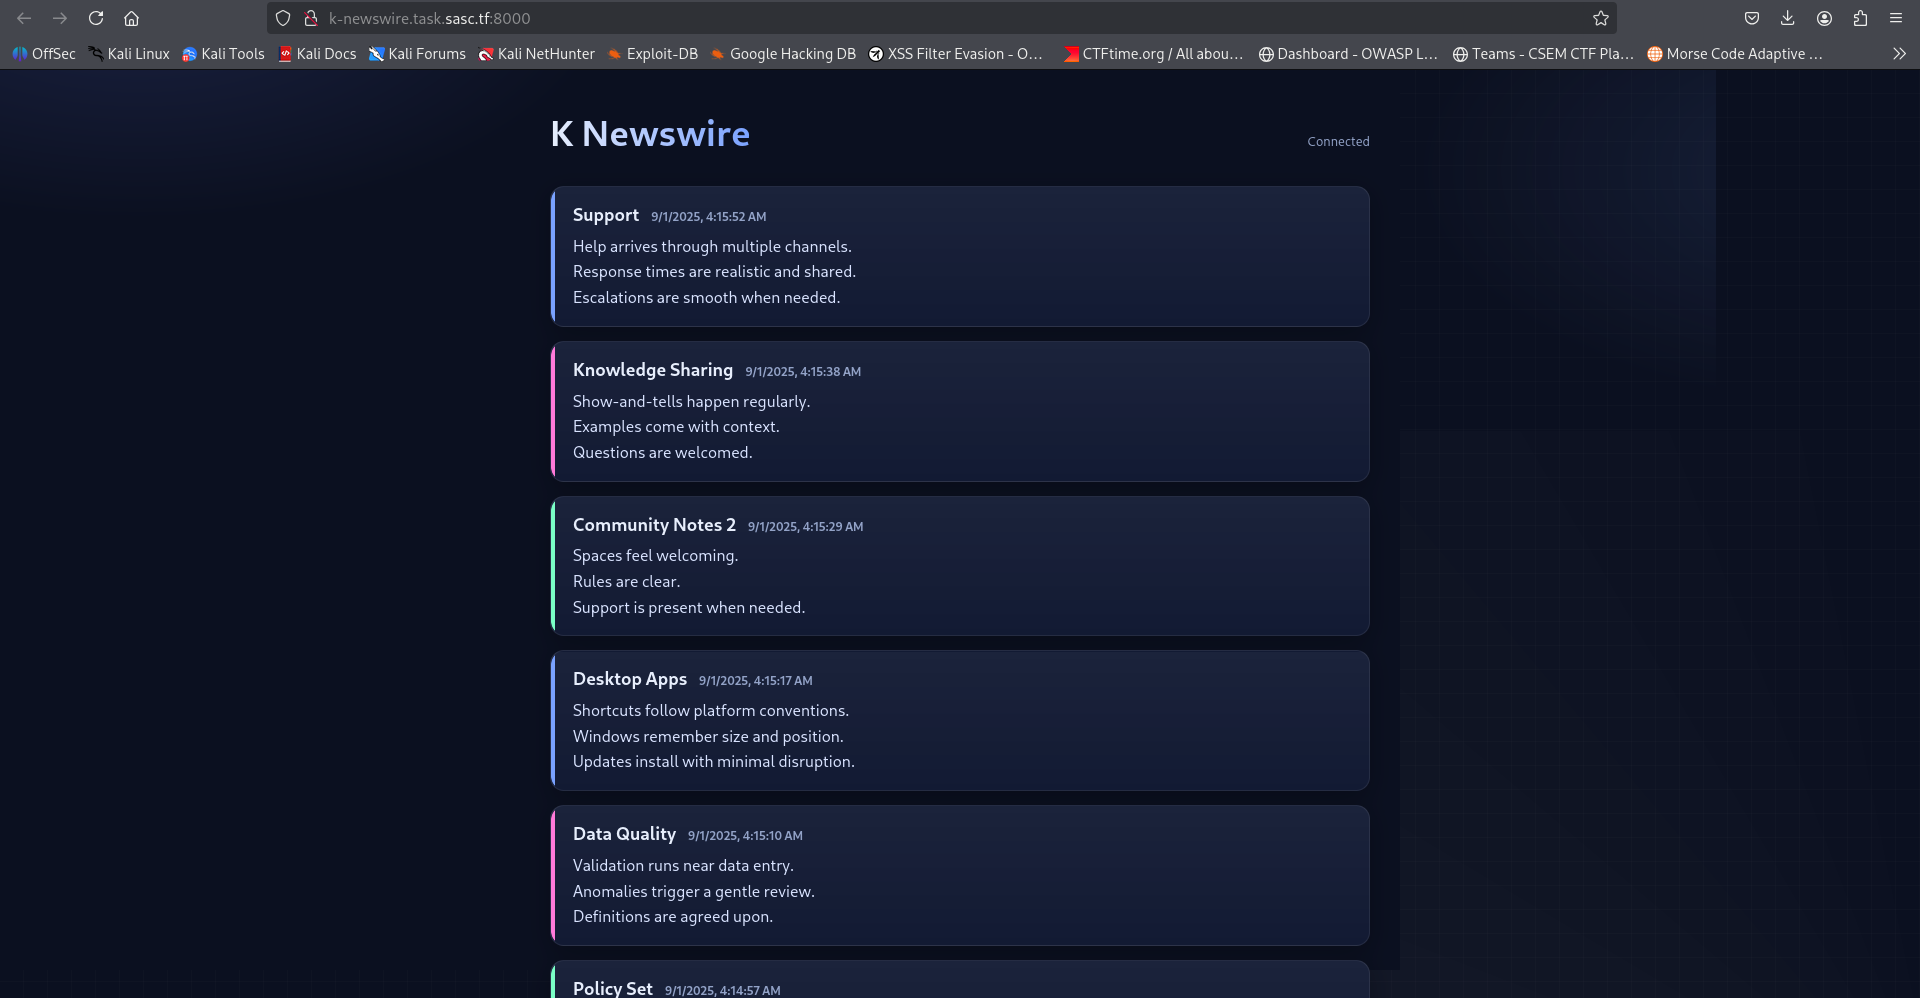 k-newswire.task.sasc.tf:8000
OffSec Kali Linux Kali Tools Kali Docs Kali Forums Kali NetHunter Exploit-DB Google Hacking DB XSS Filter Evasion - O... CTFtime.org / All abou... Dashboard - OWASP L... Teams - CSEM CTF Pla... Morse Code Adaptive ...
K Newswire
Connected
Support 9/1/2025, 4:15:52 AM
Help arrives through multiple channels.
Response times are realistic and shared.
Escalations are smooth when needed.
Knowledge Sharing 9/1/2025, 4:15:38 AM
Show-and-tells happen regularly.
Examples come with context.
Questions are welcomed.
Community Notes 2 9/1/2025, 4:15:29 AM
Spaces feel welcoming.
Rules are clear.
Support is present when needed.
Desktop Apps 9/1/2025, 4:15:17 AM
Shortcuts follow platform conventions.
Windows remember size and position.
Updates install with minimal disruption.
Data Quality 9/1/2025, 4:15:10 AM
Validation runs near data entry.
Anomalies trigger a gentle review.
Definitions are agreed upon.
Policy Set 9/1/2025, 4:14:57 AM